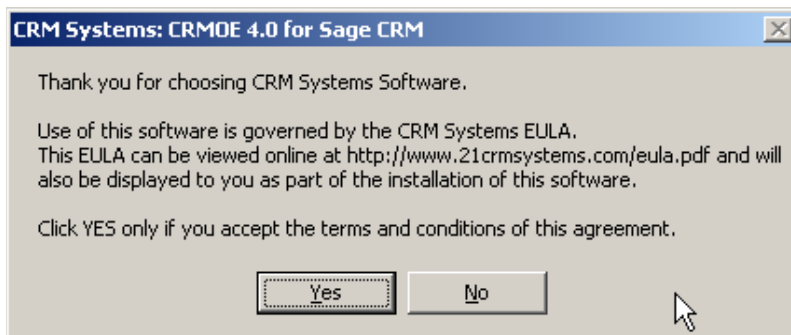 CRM Systems: CRMOE 4.0 for Sage CRM
Thank you for choosing CRM Systems Software.
Use of this software is governed by the CRM Systems EULA.
This EULA can be viewed online at http://www.21crmsystems.com/eula.pdf and will
also be displayed to you as part of the installation of this software.
Click YES only if you accept the terms and conditions of this agreement.
Yes No